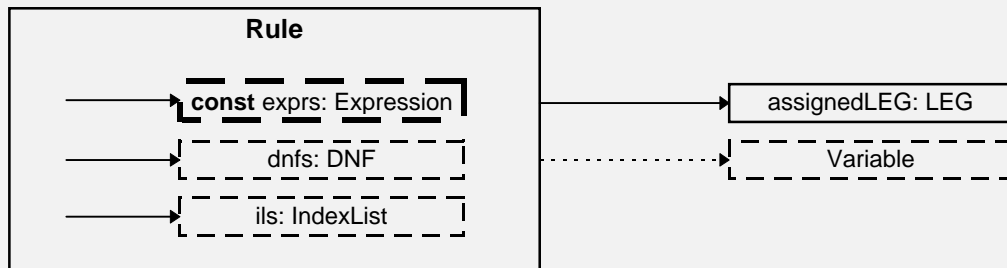 Rule
const exprs: Expression
assignedLEG: LEG
dnfs: DNF
Variable
ils: IndexList